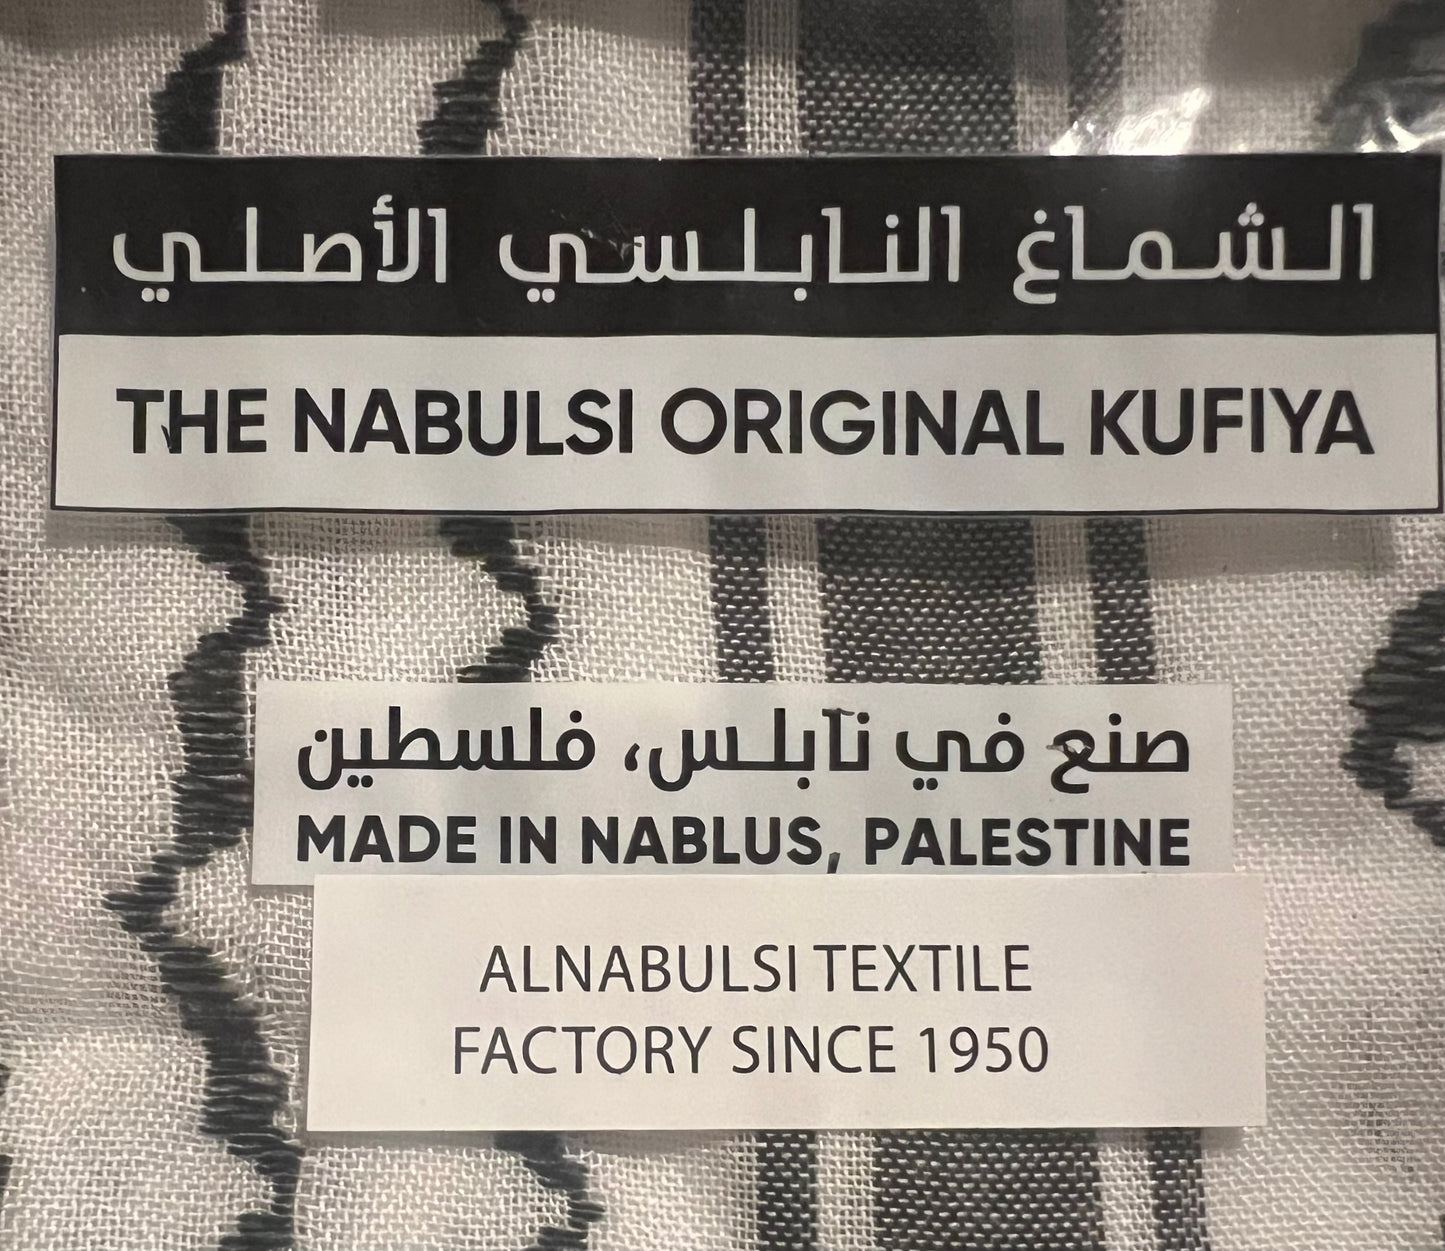 الشماغ النابلسي الأصلي
THE NABULSI ORIGINAL KUFIYA
صنع في نابلس، فلسطين
MADE IN NABLUS, PALESTINE
ALNABULSI TEXTILE
FACTORY SINCE 1950